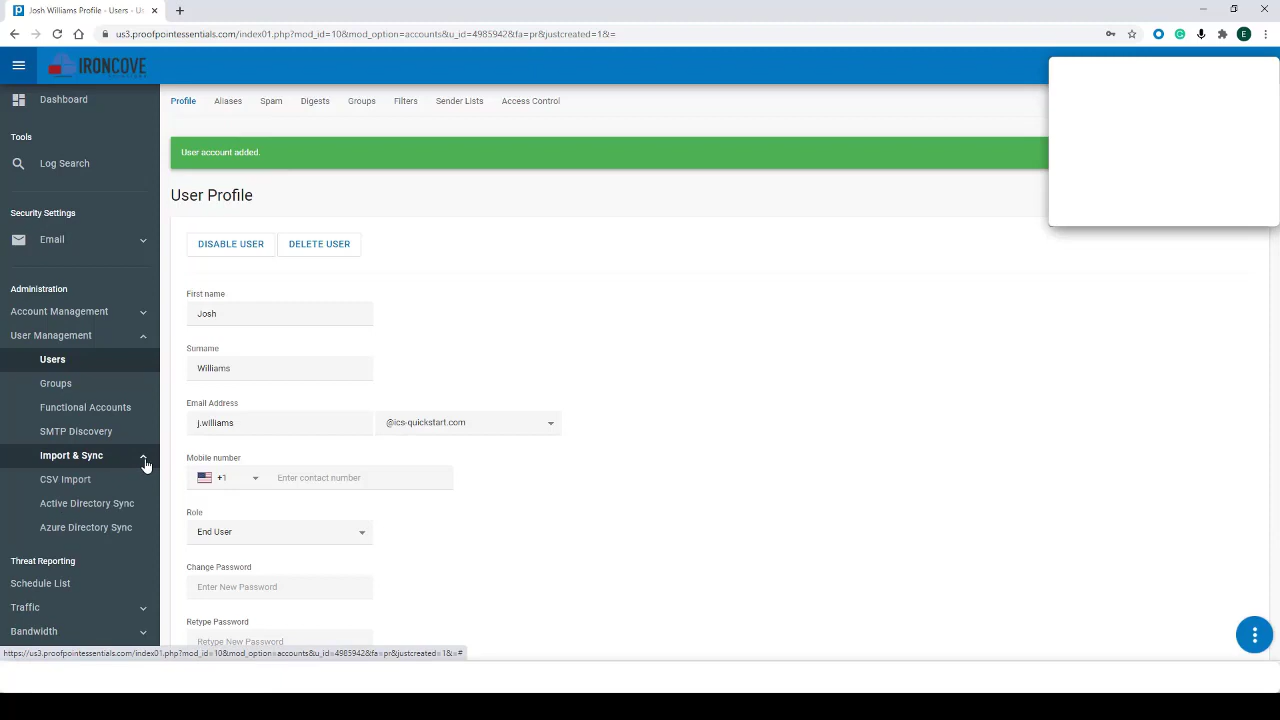 Josh Williams Profile - Users - Us
us3.proofpointessentials.com/index01.php?mod_id=10&mod_option=accounts&u_id=4985942&fa=pr&justcreated=1&=
E
IRONCOVE
Dashboard
Tools
Log Search
Security Settings
Email
Administration
Account Management
User Management
Users
Groups
Functional Accounts
SMTP Discovery
Import & Sync
CSV Import
Active Directory Sync
Azure Directory Sync
Threat Reporting
Schedule List
Traffic
Bandwidth
Profile Aliases Spam Digests Groups Filters Sender Lists Access Control
User account added.
User Profile
DISABLE USER DELETE USER
First name
Josh
Surname
Williams
Email Address
j.williams @ics-quickstart.com
Mobile number
+1 Enter contact number
Role
End User
Change Password
Enter New Password
Retype Password
Retype New Password
https://us3.proofpointessentials.com/index01.php?mod_id=10&mod_option=accounts&u_id=4985942&fa=pr&justcreated=1&=#